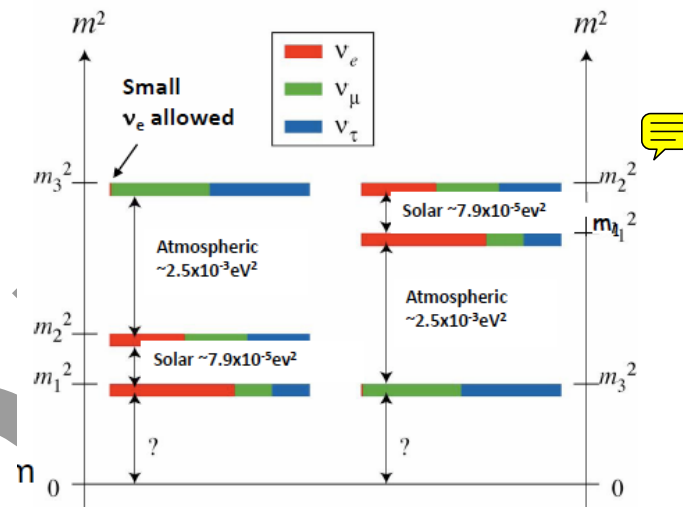 m²
m²
ν_e
ν_μ
ν_τ
Small
ν_e allowed
m₃²
m₂²
Solar ~7.9x10⁻⁵ev²
m₁²
Atmospheric
~2.5x10⁻³eV²
Atmospheric
~2.5x10⁻³eV²
m₂²
Solar ~7.9x10⁻⁵ev²
m₁²
m₃²
?
?
m
0
0